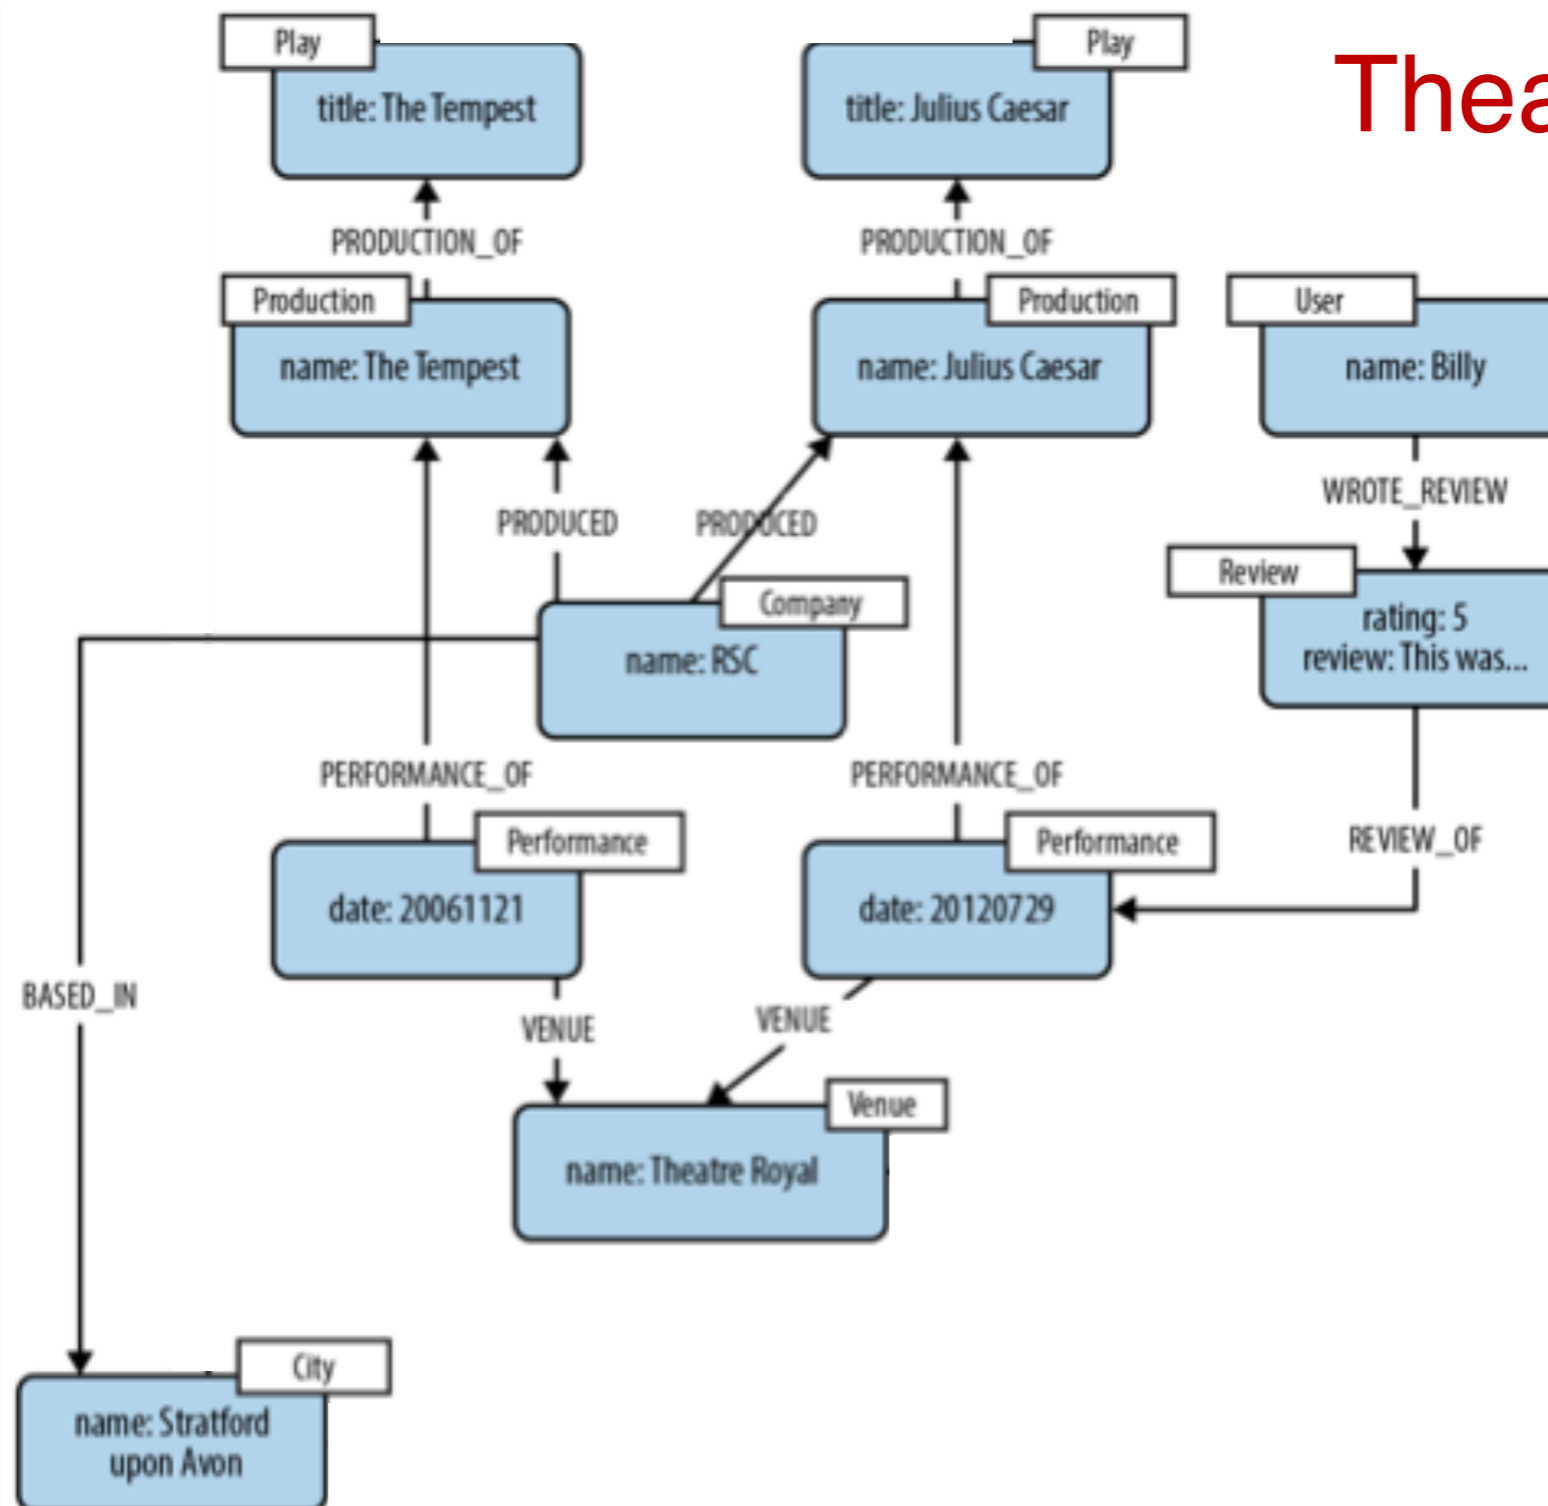 Play
title: The Tempest
Play
title: Julius Caesar
PRODUCTION_OF
PRODUCTION_OF
Production
name: The Tempest
Production
name: Julius Caesar
User
name: Billy
PRODUCED
PRODUCED
WROTE_REVIEW
Company
name: RSC
Review
rating: 5
review: This was...
PERFORMANCE_OF
PERFORMANCE_OF
Performance
date: 20061121
Performance
date: 20120729
REVIEW_OF
BASED_IN
VENUE
VENUE
Venue
name: Theatre Royal
City
name: Stratford
upon Avon